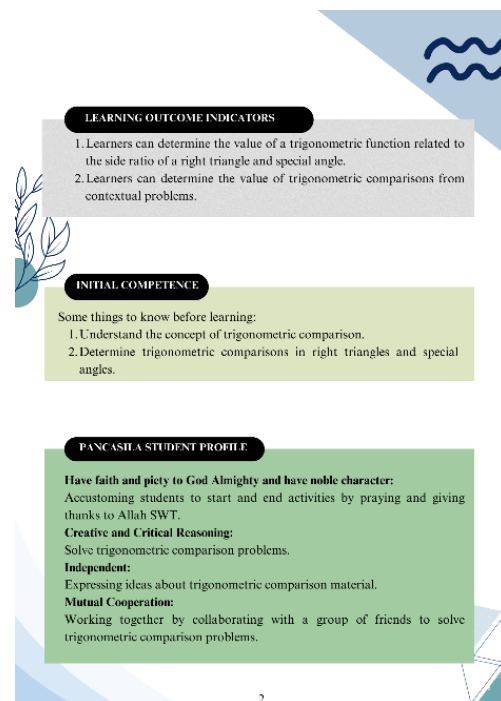 LEARNING OUTCOME INDICATORS
1. Learners can determine the value of a trigonometric function related to
the side ratio of a right triangle and special angle.
2. Learners can determine the value of trigonometric comparisons from
contextual problems.
INITIAL COMPETENCE
Some things to know before learning:
1. Understand the concept of trigonometric comparison.
2. Determine trigonometric comparisons in right triangles and special
angles.
PANCASILA STUDENT PROFILE
Have faith and piety to God Almighty and have noble character:
Accustoming students to start and end activities by praying and giving
thanks to Allah SWT.
Creative and Critical Reasoning:
Solve trigonometric comparison problems.
Independent:
Expressing ideas about trigonometric comparison material.
Mutual Cooperation:
Working together by collaborating with a group of friends to solve
trigonometric comparison problems.
2